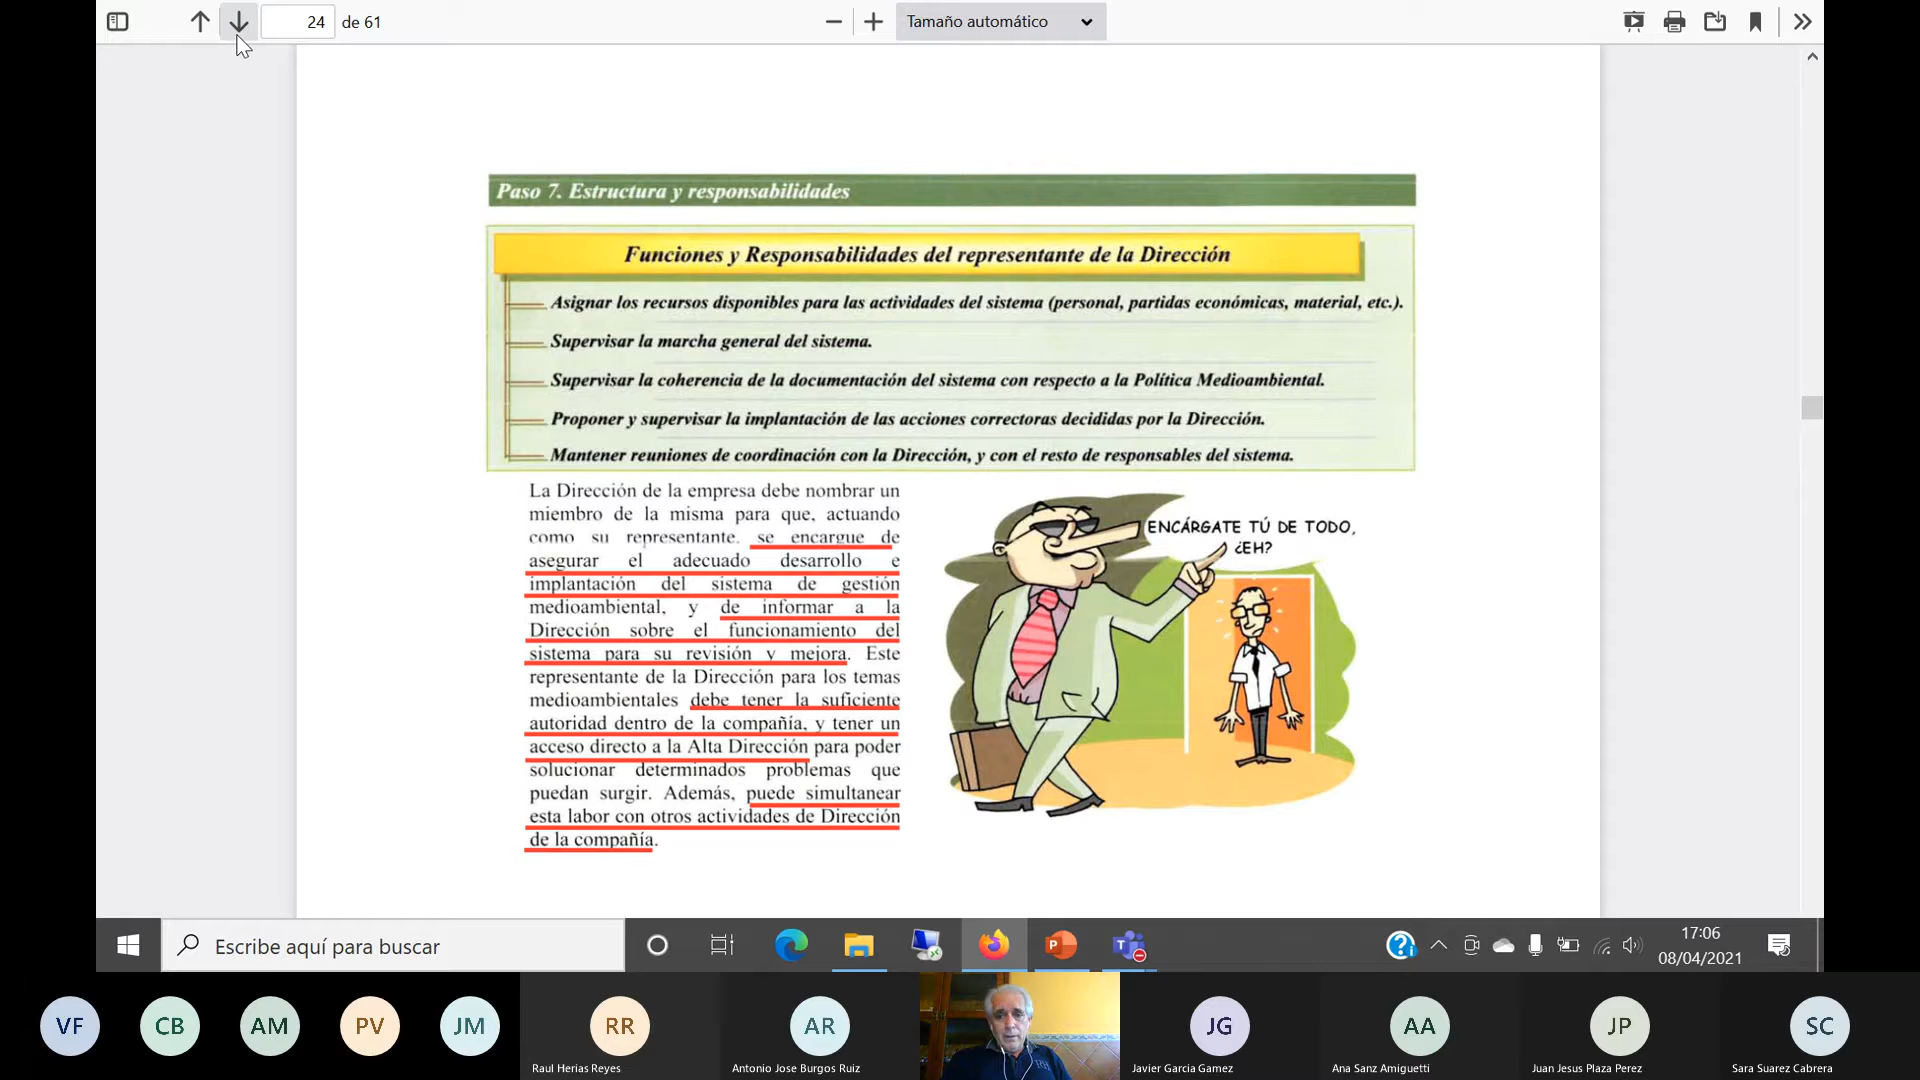 24 de 61
Tamaño automático
Paso 7. Estructura y responsabilidades
Funciones y Responsabilidades del representante de la Dirección
Asignar los recursos disponibles para las actividades del sistema (personal, partidas económicas, material, etc.).
Supervisar la marcha general del sistema.
Supervisar la coherencia de la documentación del sistema con respecto a la Política Medioambiental.
Proponer y supervisar la implantación de las acciones correctoras decididas por la Dirección.
Mantener reuniones de coordinación con la Dirección, y con el resto de responsables del sistema.
La Dirección de la empresa debe nombrar un
miembro de la misma para que, actuando
como su representante, se encargue de
asegurar el adecuado desarrollo e
implantación del sistema de gestión
medioambiental, y de informar a la
Dirección sobre el funcionamiento del
sistema para su revisión y mejora. Este
representante de la Dirección para los temas
medioambientales debe tener la suficiente
autoridad dentro de la compañía, y tener un
acceso directo a la Alta Dirección para poder
solucionar determinados problemas que
puedan surgir. Además, puede simultanear
esta labor con otros actividades de Dirección
de la compañía.
ENCÁRGATE TÚ DE TODO,
¿EH?
Escribe aquí para buscar
17:06
08/04/2021
VF
CB
AM
PV
JM
RR
Raul Herias Reyes
AR
Antonio Jose Burgos Ruiz
JG
Javier Garcia Gamez
AA
Ana Sanz Amiguetti
JP
Juan Jesus Plaza Perez
SC
Sara Suarez Cabrera